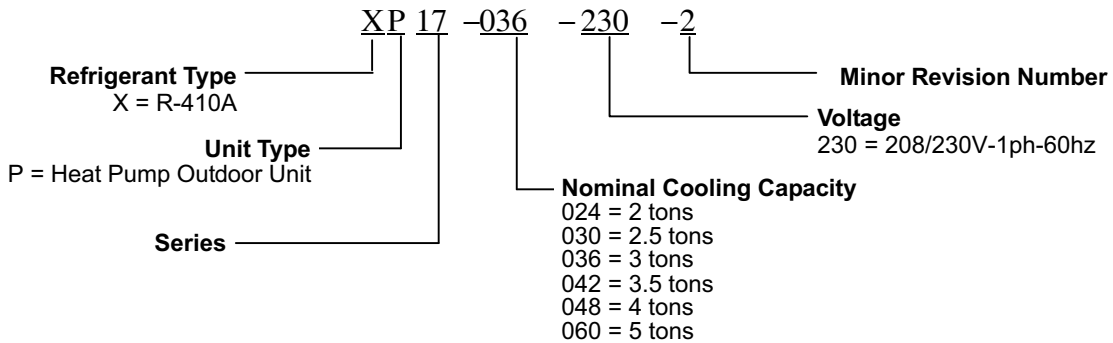 XP 17 –036 –230 –2
Refrigerant Type
X = R-410A
Minor Revision Number
Voltage
230 = 208/230V-1ph-60hz
Unit Type
P = Heat Pump Outdoor Unit
Nominal Cooling Capacity
024 = 2 tons
030 = 2.5 tons
036 = 3 tons
042 = 3.5 tons
048 = 4 tons
060 = 5 tons
Series